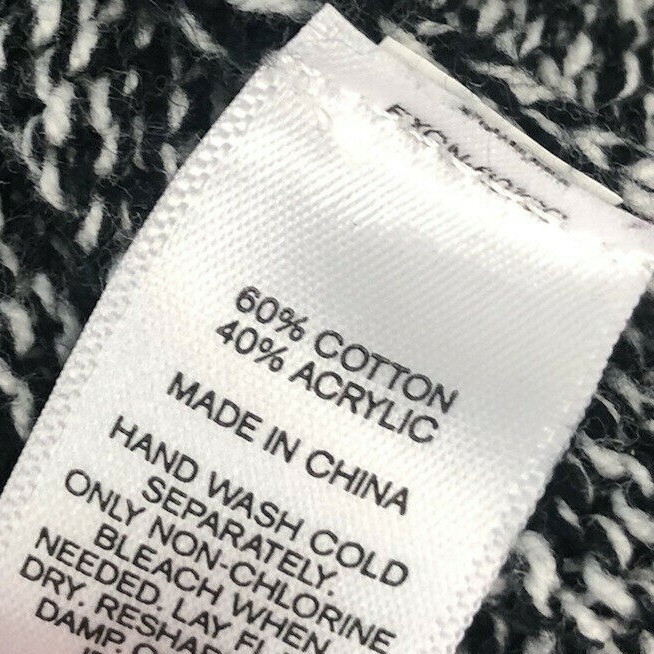 60% COTTON
40% ACRYLIC
MADE IN CHINA
HAND WASH COLD
SEPARATELY.
ONLY NON-CHLORINE
BLEACH WHEN
NEEDED. LAY
DRY.
DAMP.